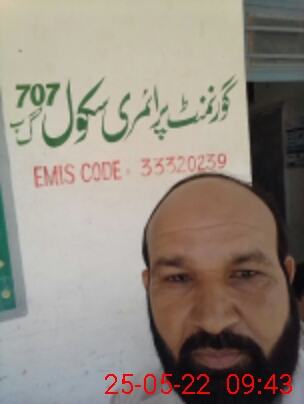 گورنمنٹ پرائمری سکول 707 گ ب
EMIS CODE. 33320239
25-05-22 09:43